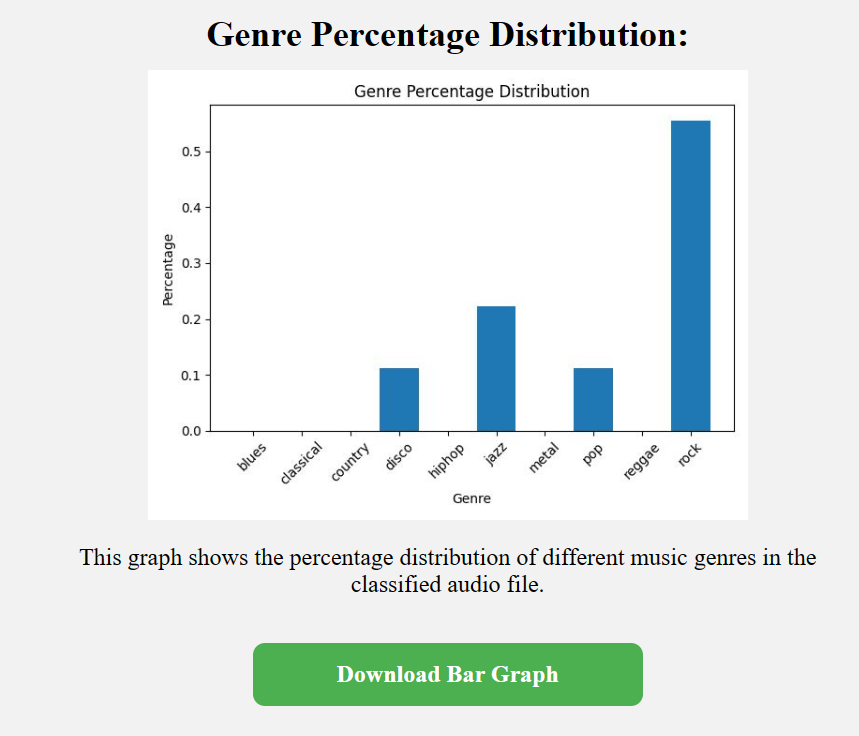 Genre Percentage Distribution:
Genre Percentage Distribution
Percentage
0.5
0.4
0.3
0.2
0.1
0.0
blues
classical
country
disco
hiphop
jazz
metal
pop
reggae
rock
Genre
This graph shows the percentage distribution of different music genres in the
classified audio file.
Download Bar Graph